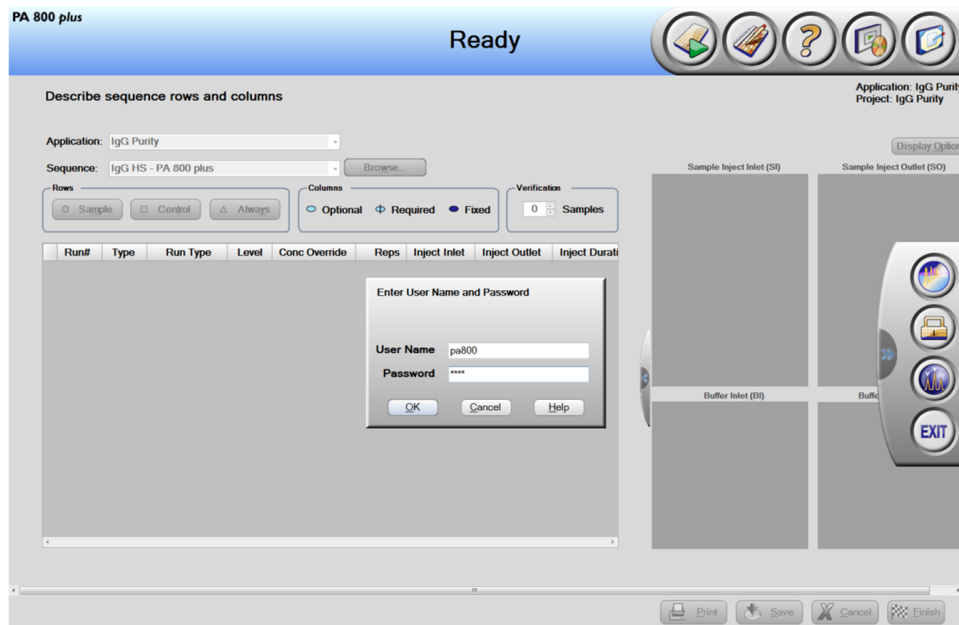 PA 800 plus
Ready
Application: IgG Purity
Project: IgG Purity
Describe sequence rows and columns
Application: IgG Purity
Display Option
Sequence: IgG HS - PA 800 plus Browse...
Sample Inject Inlet (SI) Sample Inject Outlet (SO)
Rows Columns Verification
Sample Control Always Optional Required Fixed 0 Samples
Run# Type Run Type Level Conc Override Reps Inject Inlet Inject Outlet Inject Durati
Enter User Name and Password
User Name pa800
Password ****
OK Cancel Help
Buffer Inlet (BI) Buffe
EXIT
Print Save Cancel Finish